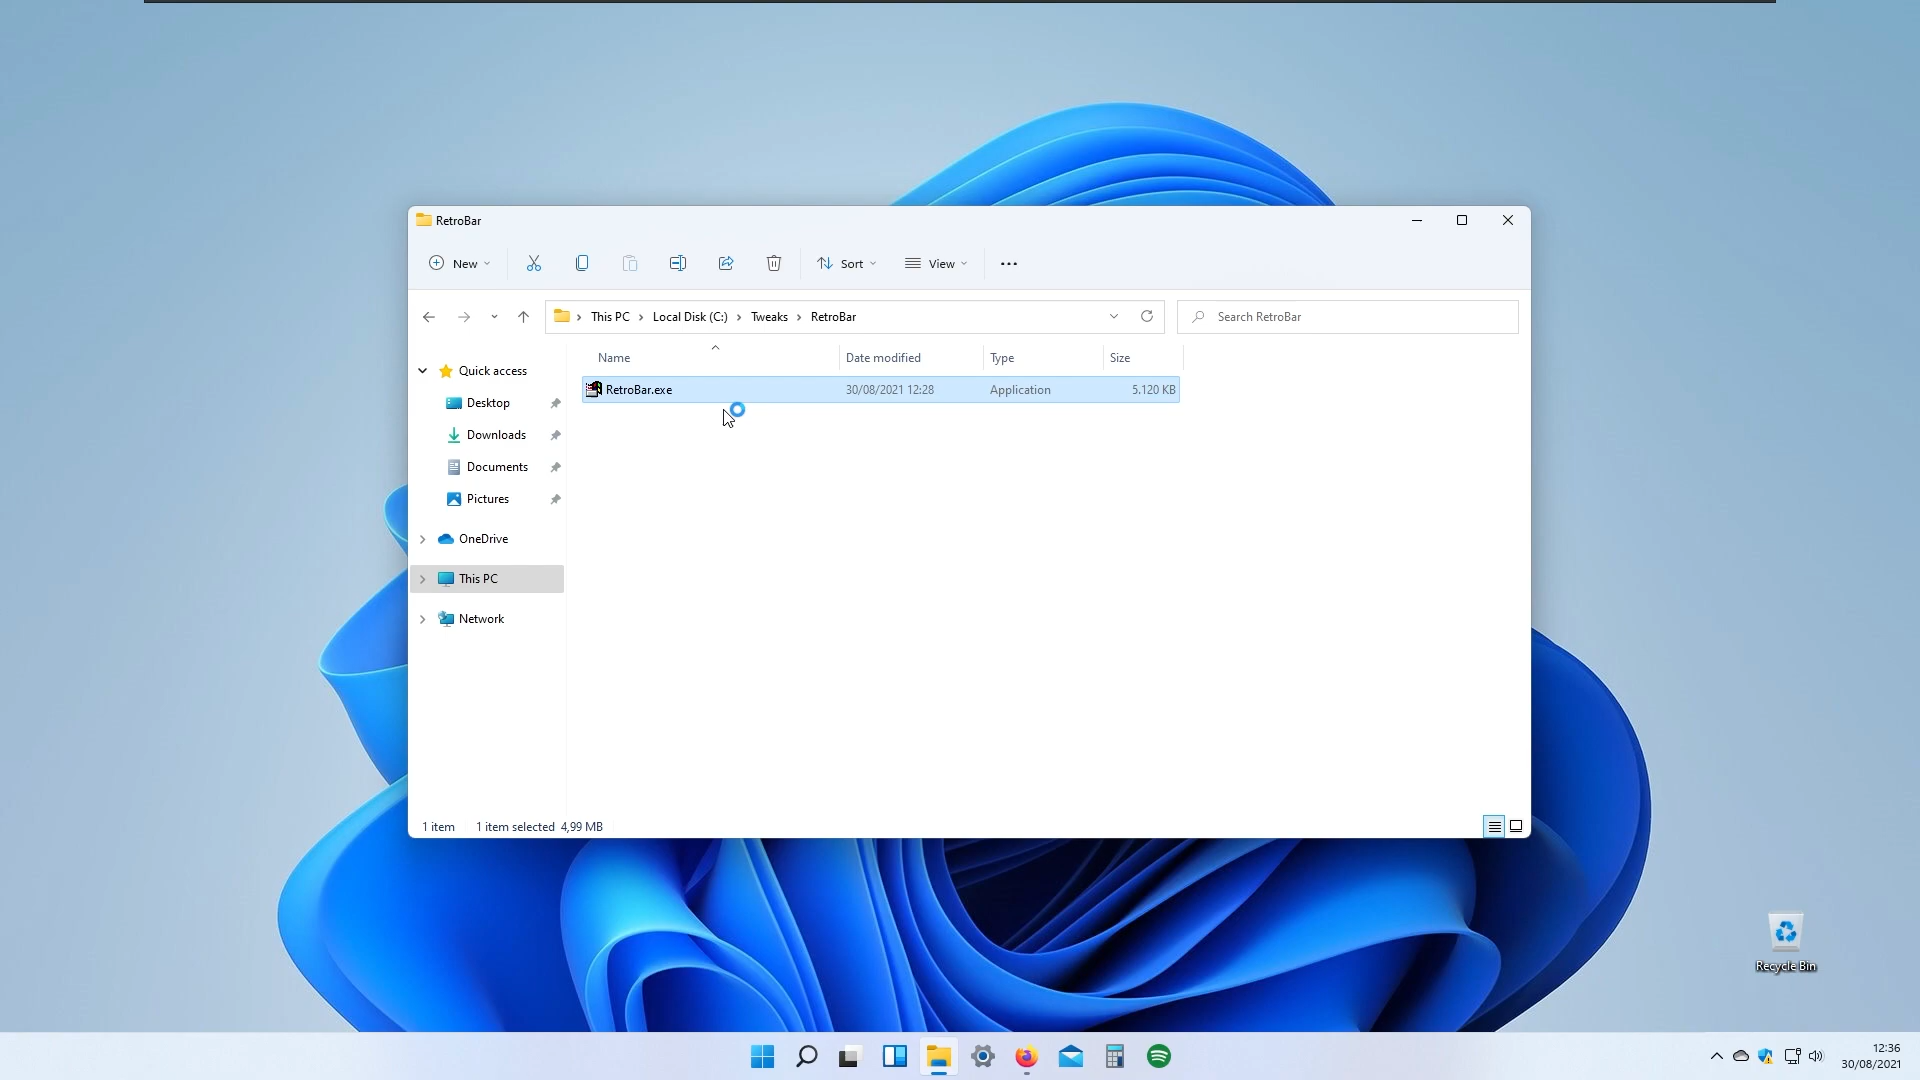 RetroBar
New
Sort
View
This PC
Local Disk (C:)
Tweaks
RetroBar
Search RetroBar
Quick access
Desktop
Downloads
Documents
Pictures
OneDrive
This PC
Network
Name
Date modified
Type
Size
RetroBar.exe
30/08/2021 12:28
Application
5.120 KB
1 item
1 item selected 4,99 MB
Recycle Bin
12:36
30/08/2021